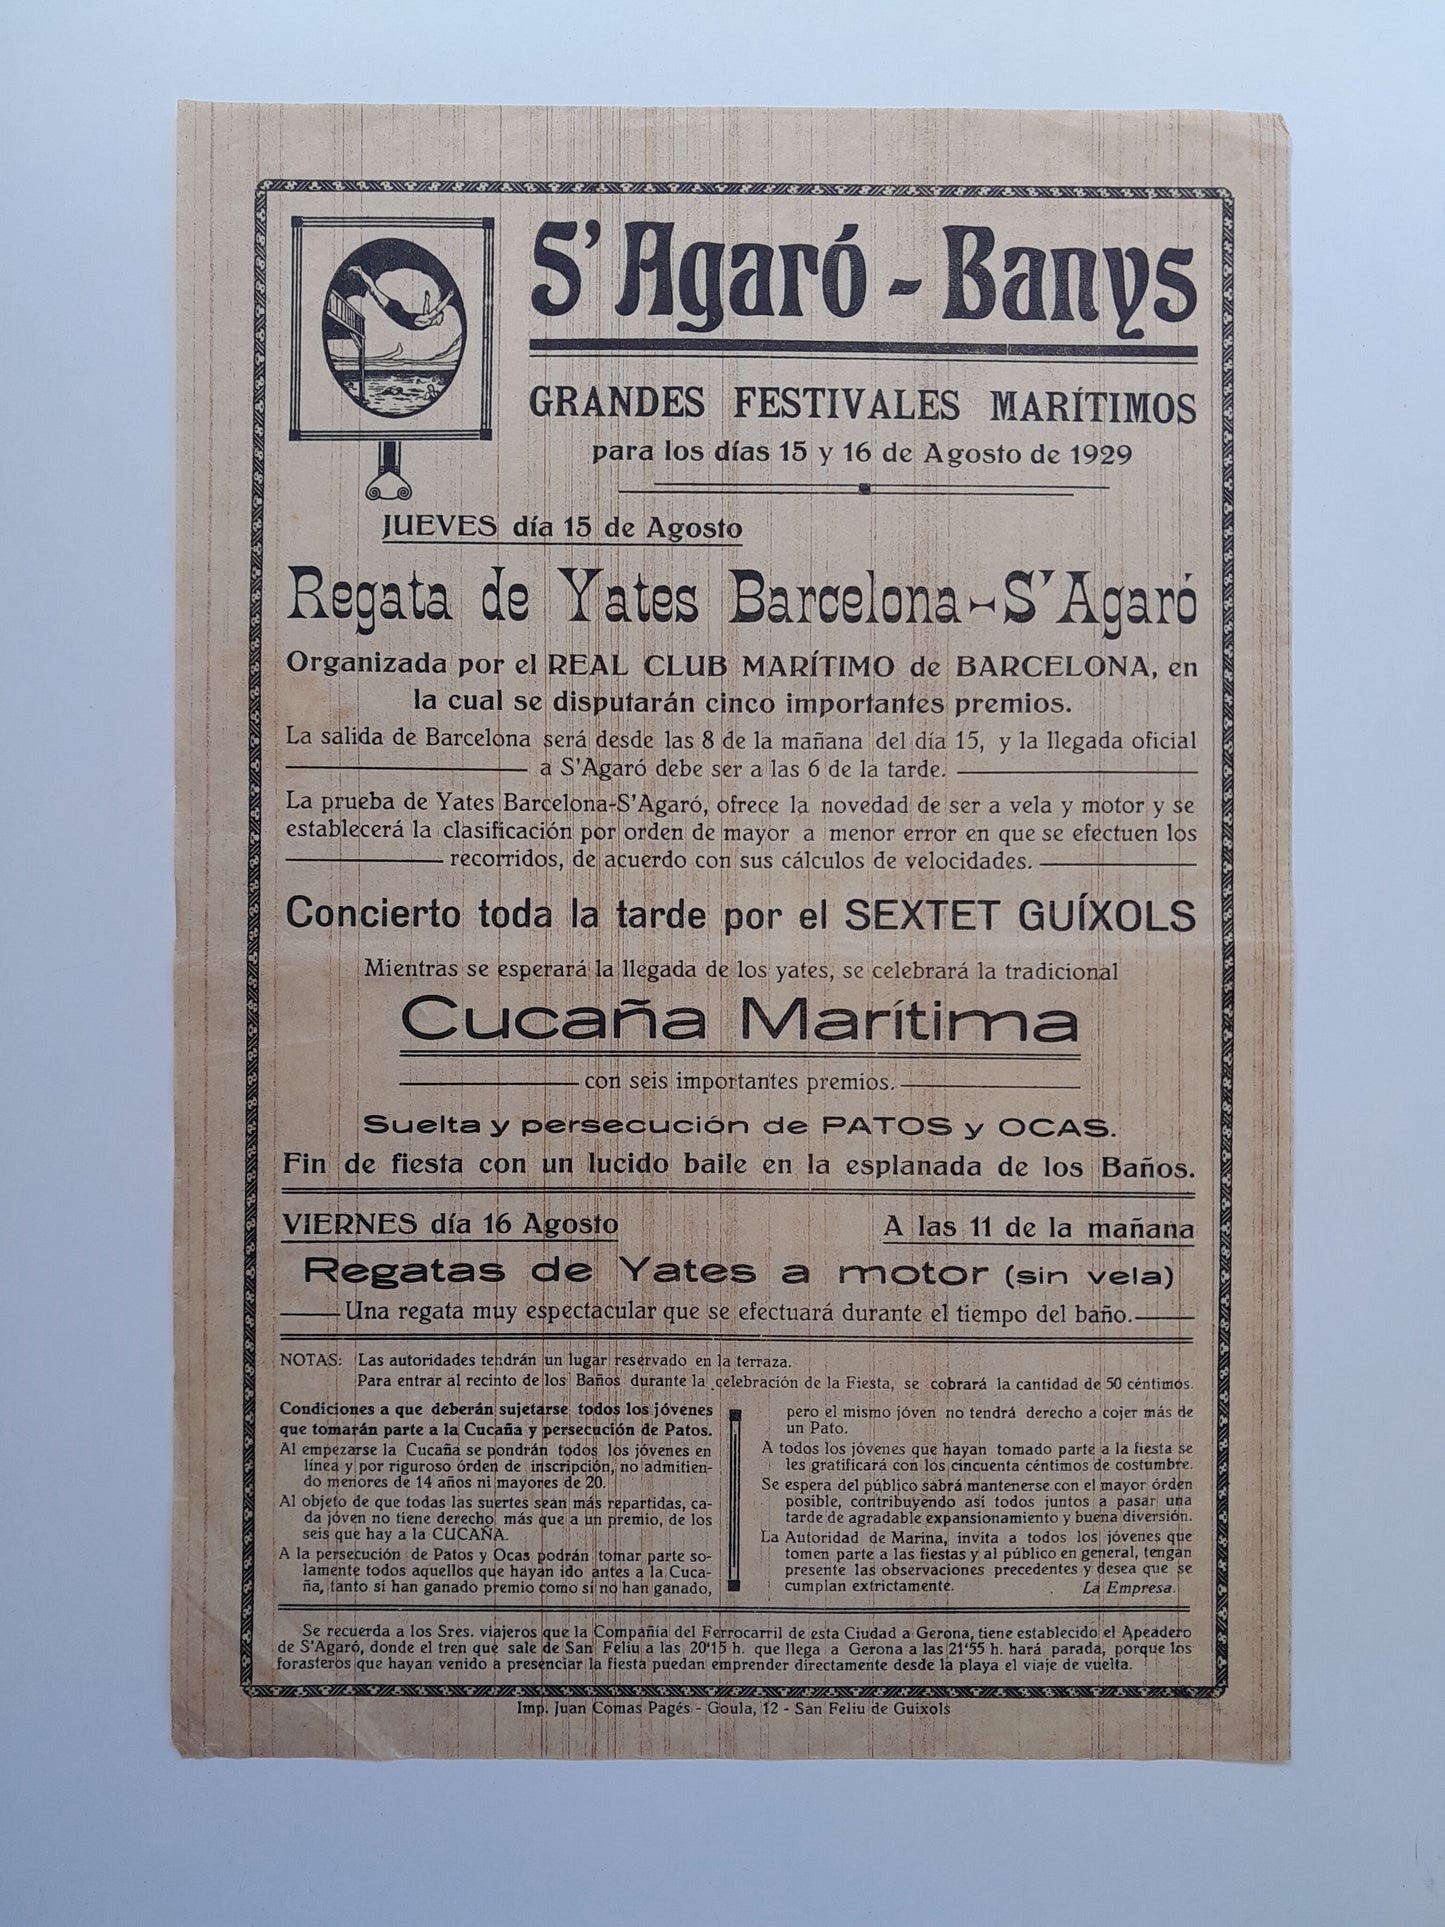 S'Agaró - Banys
GRANDES FESTIVALES MARÍTIMOS
para los días 15 y 16 de Agosto de 1929
JUEVES día 15 de Agosto
Regata de Yates Barcelona-S'Agaró
Organizada por el REAL CLUB MARÍTIMO de BARCELONA, en
la cual se disputarán cinco importantes premios.
La salida de Barcelona será desde las 8 de la mañana del día 15, y la llegada oficial
a S'Agaró debe ser a las 6 de la tarde.
La prueba de Yates Barcelona-S'Agaró, ofrece la novedad de ser a vela y motor y se
establecerá la clasificación por orden de mayor a menor error en que se efectuen los
recorridos, de acuerdo con sus cálculos de velocidades.
Concierto toda la tarde por el SEXTET GUÍXOLS
Mientras se esperará la llegada de los yates, se celebrará la tradicional
Cucaña Marítima
con seis importantes premios.
Suelta y persecución de PATOS y OCAS.
Fin de fiesta con un lucido baile en la esplanada de los Baños.
VIERNES día 16 Agosto
A las 11 de la mañana
Regatas de Yates a motor (sin vela)
Una regata muy espectacular que se efectuará durante el tiempo del baño.
NOTAS: Las autoridades tendrán un lugar reservado en la terraza.
Para entrar al recinto de los Baños durante la celebración de la Fiesta, se cobrará la cantidad de 50 céntimos.
Condiciones a que deberán sujetarse todos los jóvenes
que tomarán parte a la Cucaña y persecución de Patos.
Al empezarse la Cucaña se pondrán todos los jóvenes en
línea y por riguroso órden de inscripción, no admitien-
do menores de 14 años ni mayores de 20.
Al objeto de que todas las suertes sean más repartidas, ca-
da jóven no tiene derecho más que a un premio, de los
seis que hay a la CUCAÑA.
A la persecución de Patos y Ocas podrán tomar parte so-
lamente todos aquellos que hayan ido antes a la Cuca-
ña, tanto si han ganado premio como si no han ganado,
pero el mismo jóven no tendrá derecho a cojer más de
un Pato.
A todos los jóvenes que hayan tomado parte a la fiesta se
les gratificará con los cincuenta céntimos de costumbre.
Se espera del público sabrá mantenerse con el mayor órden
posible, contribuyendo asi todos juntos a pasar una
tarde de agradable expansionamiento y buena diversión.
La Autoridad de Marina, invita a todos los jóvenes que
tomen parte a las fiestas y al público en general, tengan
presente las observaciones precedentes y desea que se
cumplan extrictamente. La Empresa.
Se recuerda a los Sres. viajeros que la Compañía del Ferrocarril de esta Ciudad a Gerona, tiene establecido el Apeadero
de S'Agaró, donde el tren que sale de San Feliu a las 20'15 h. que llega a Gerona a las 21'55 h. hará parada, porque los
forasteros que hayan venido a presenciar la fiesta puedan emprender directamente desde la playa el viaje de vuelta.
Imp. Juan Comas Pagés - Goula, 12 - San Feliu de Guixols